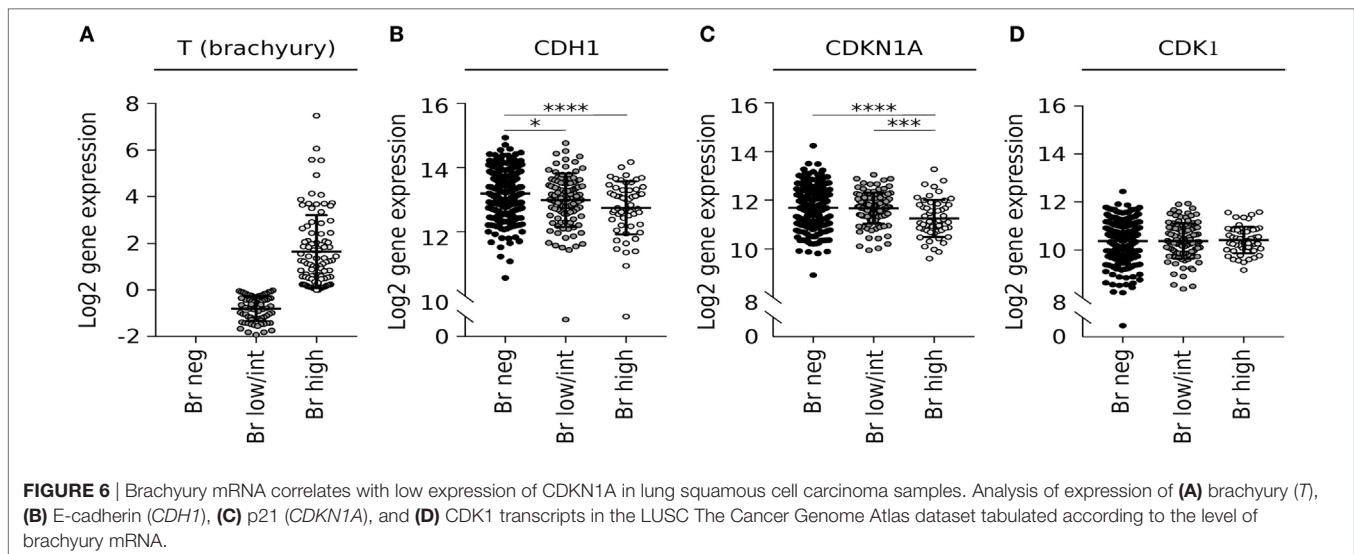 A
T (brachyury)
Log2 gene expression
8
6
4
2
0
-2
Br neg
Br low/int
Br high
B
CDH1
Log2 gene expression
16
14
12
10
0
****
*
Br neg
Br low/int
Br high
C
CDKN1A
Log2 gene expression
16
14
12
10
8
0
****
***
Br neg
Br low/int
Br high
D
CDK1
Log2 gene expression
16
14
12
10
8
0
Br neg
Br low/int
Br high
FIGURE 6 | Brachyury mRNA correlates with low expression of CDKN1A in lung squamous cell carcinoma samples. Analysis of expression of (A) brachyury (T),
(B) E-cadherin (CDH1), (C) p21 (CDKN1A), and (D) CDK1 transcripts in the LUSC The Cancer Genome Atlas dataset tabulated according to the level of
brachyury mRNA.